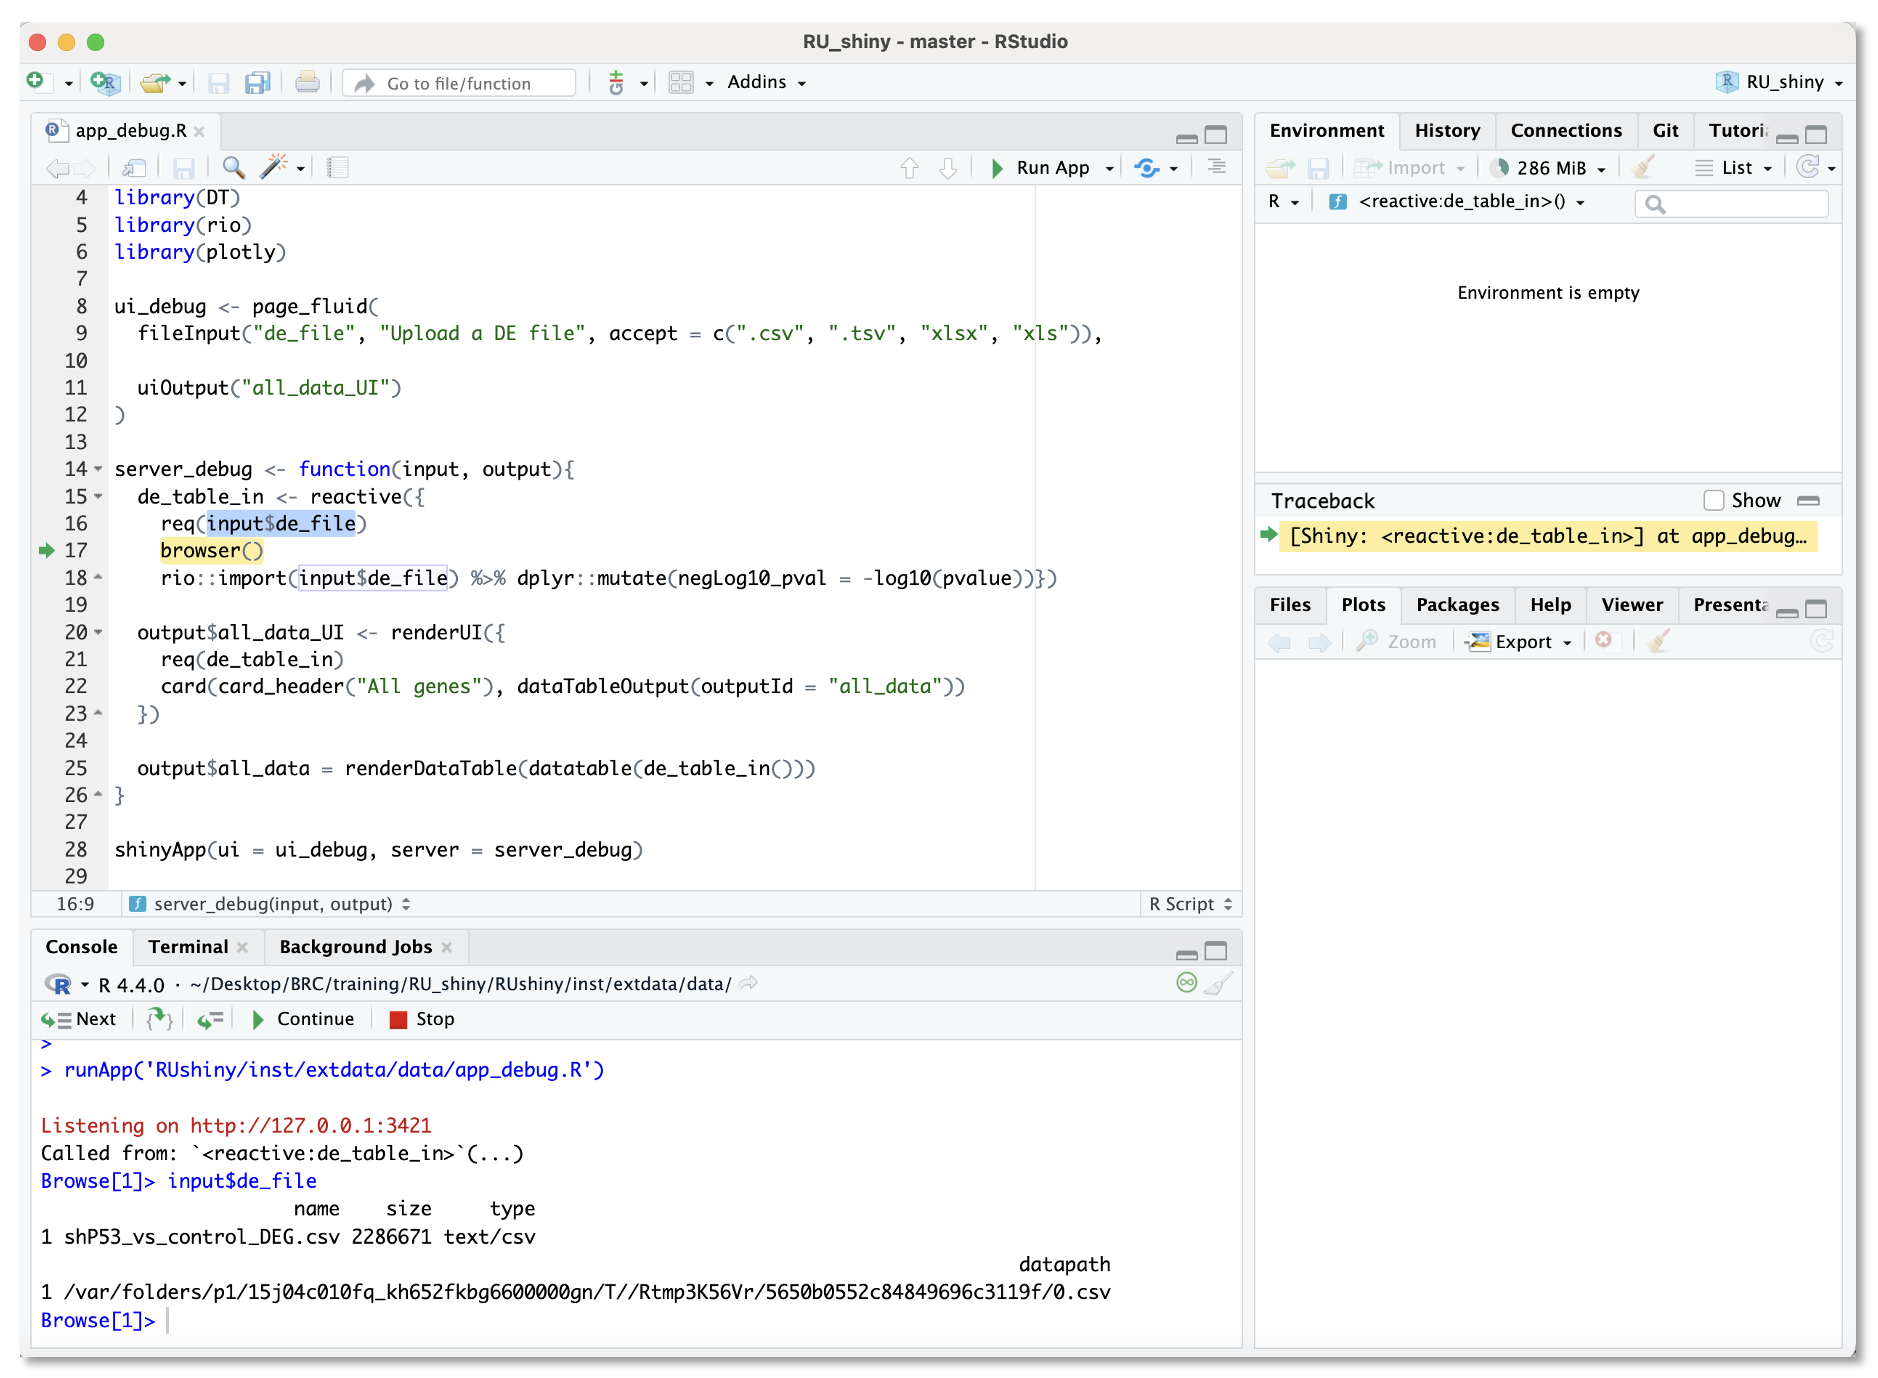 RU_shiny - master - RStudio
Go to file/function
Addins
RU_shiny
app_debug.R
Run App
4 library(DT)
5 library(rio)
6 library(plotly)
7
8 ui_debug <- page_fluid(
9 fileInput("de_file", "Upload a DE file", accept = c(".csv", ".tsv", "xlsx", "xls")),
10
11 uiOutput("all_data_UI")
12 )
13
14 server_debug <- function(input, output){
15 de_table_in <- reactive({
16 req(input$de_file)
17 browser()
18 rio::import(input$de_file) %>% dplyr::mutate(negLog10_pval = -log10(pvalue))})
19
20 output$all_data_UI <- renderUI({
21 req(de_table_in)
22 card(card_header("All genes"), dataTableOutput(outputId = "all_data"))
23 })
24
25 output$all_data = renderDataTable(datatable(de_table_in()))
26 }
27
28 shinyApp(ui = ui_debug, server = server_debug)
29
16:9 server_debug(input, output) R Script
Console Terminal Background Jobs
R 4.4.0 · ~/Desktop/BRC/training/RU_shiny/RUshiny/inst/extdata/data/
Next Continue Stop
>
> runApp('RUshiny/inst/extdata/data/app_debug.R')
Listening on http://127.0.0.1:3421
Called from: `<reactive:de_table_in>`(...)
Browse[1]> input$de_file
name size type
1 shP53_vs_control_DEG.csv 2286671 text/csv
datapath
1 /var/folders/p1/15j04c010fq_kh652fkbg6600000gn/T//Rtmp3K56Vr/5650b0552c84849696c3119f/0.csv
Browse[1]>
Environment History Connections Git Tutori
Import 286 MiB List
R <reactive:de_table_in>()
Environment is empty
Traceback Show
[Shiny: <reactive:de_table_in>] at app_debug…
Files Plots Packages Help Viewer Presenta
Zoom Export